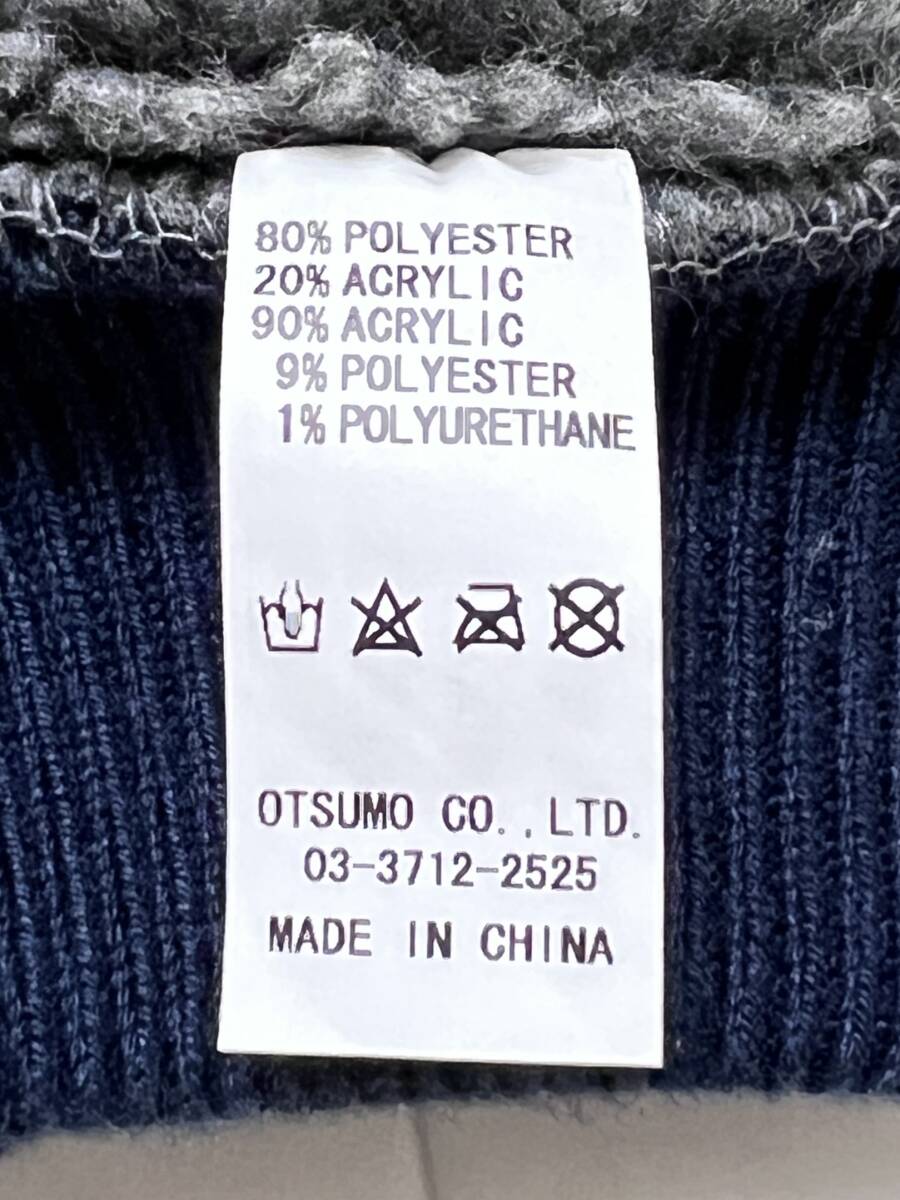 80% POLYESTER
20% ACRYLIC
90% ACRYLIC
9% POLYESTER
1% POLYURETHANE
OTSUMO CO.,LTD.
03-3712-2525
MADE IN CHINA